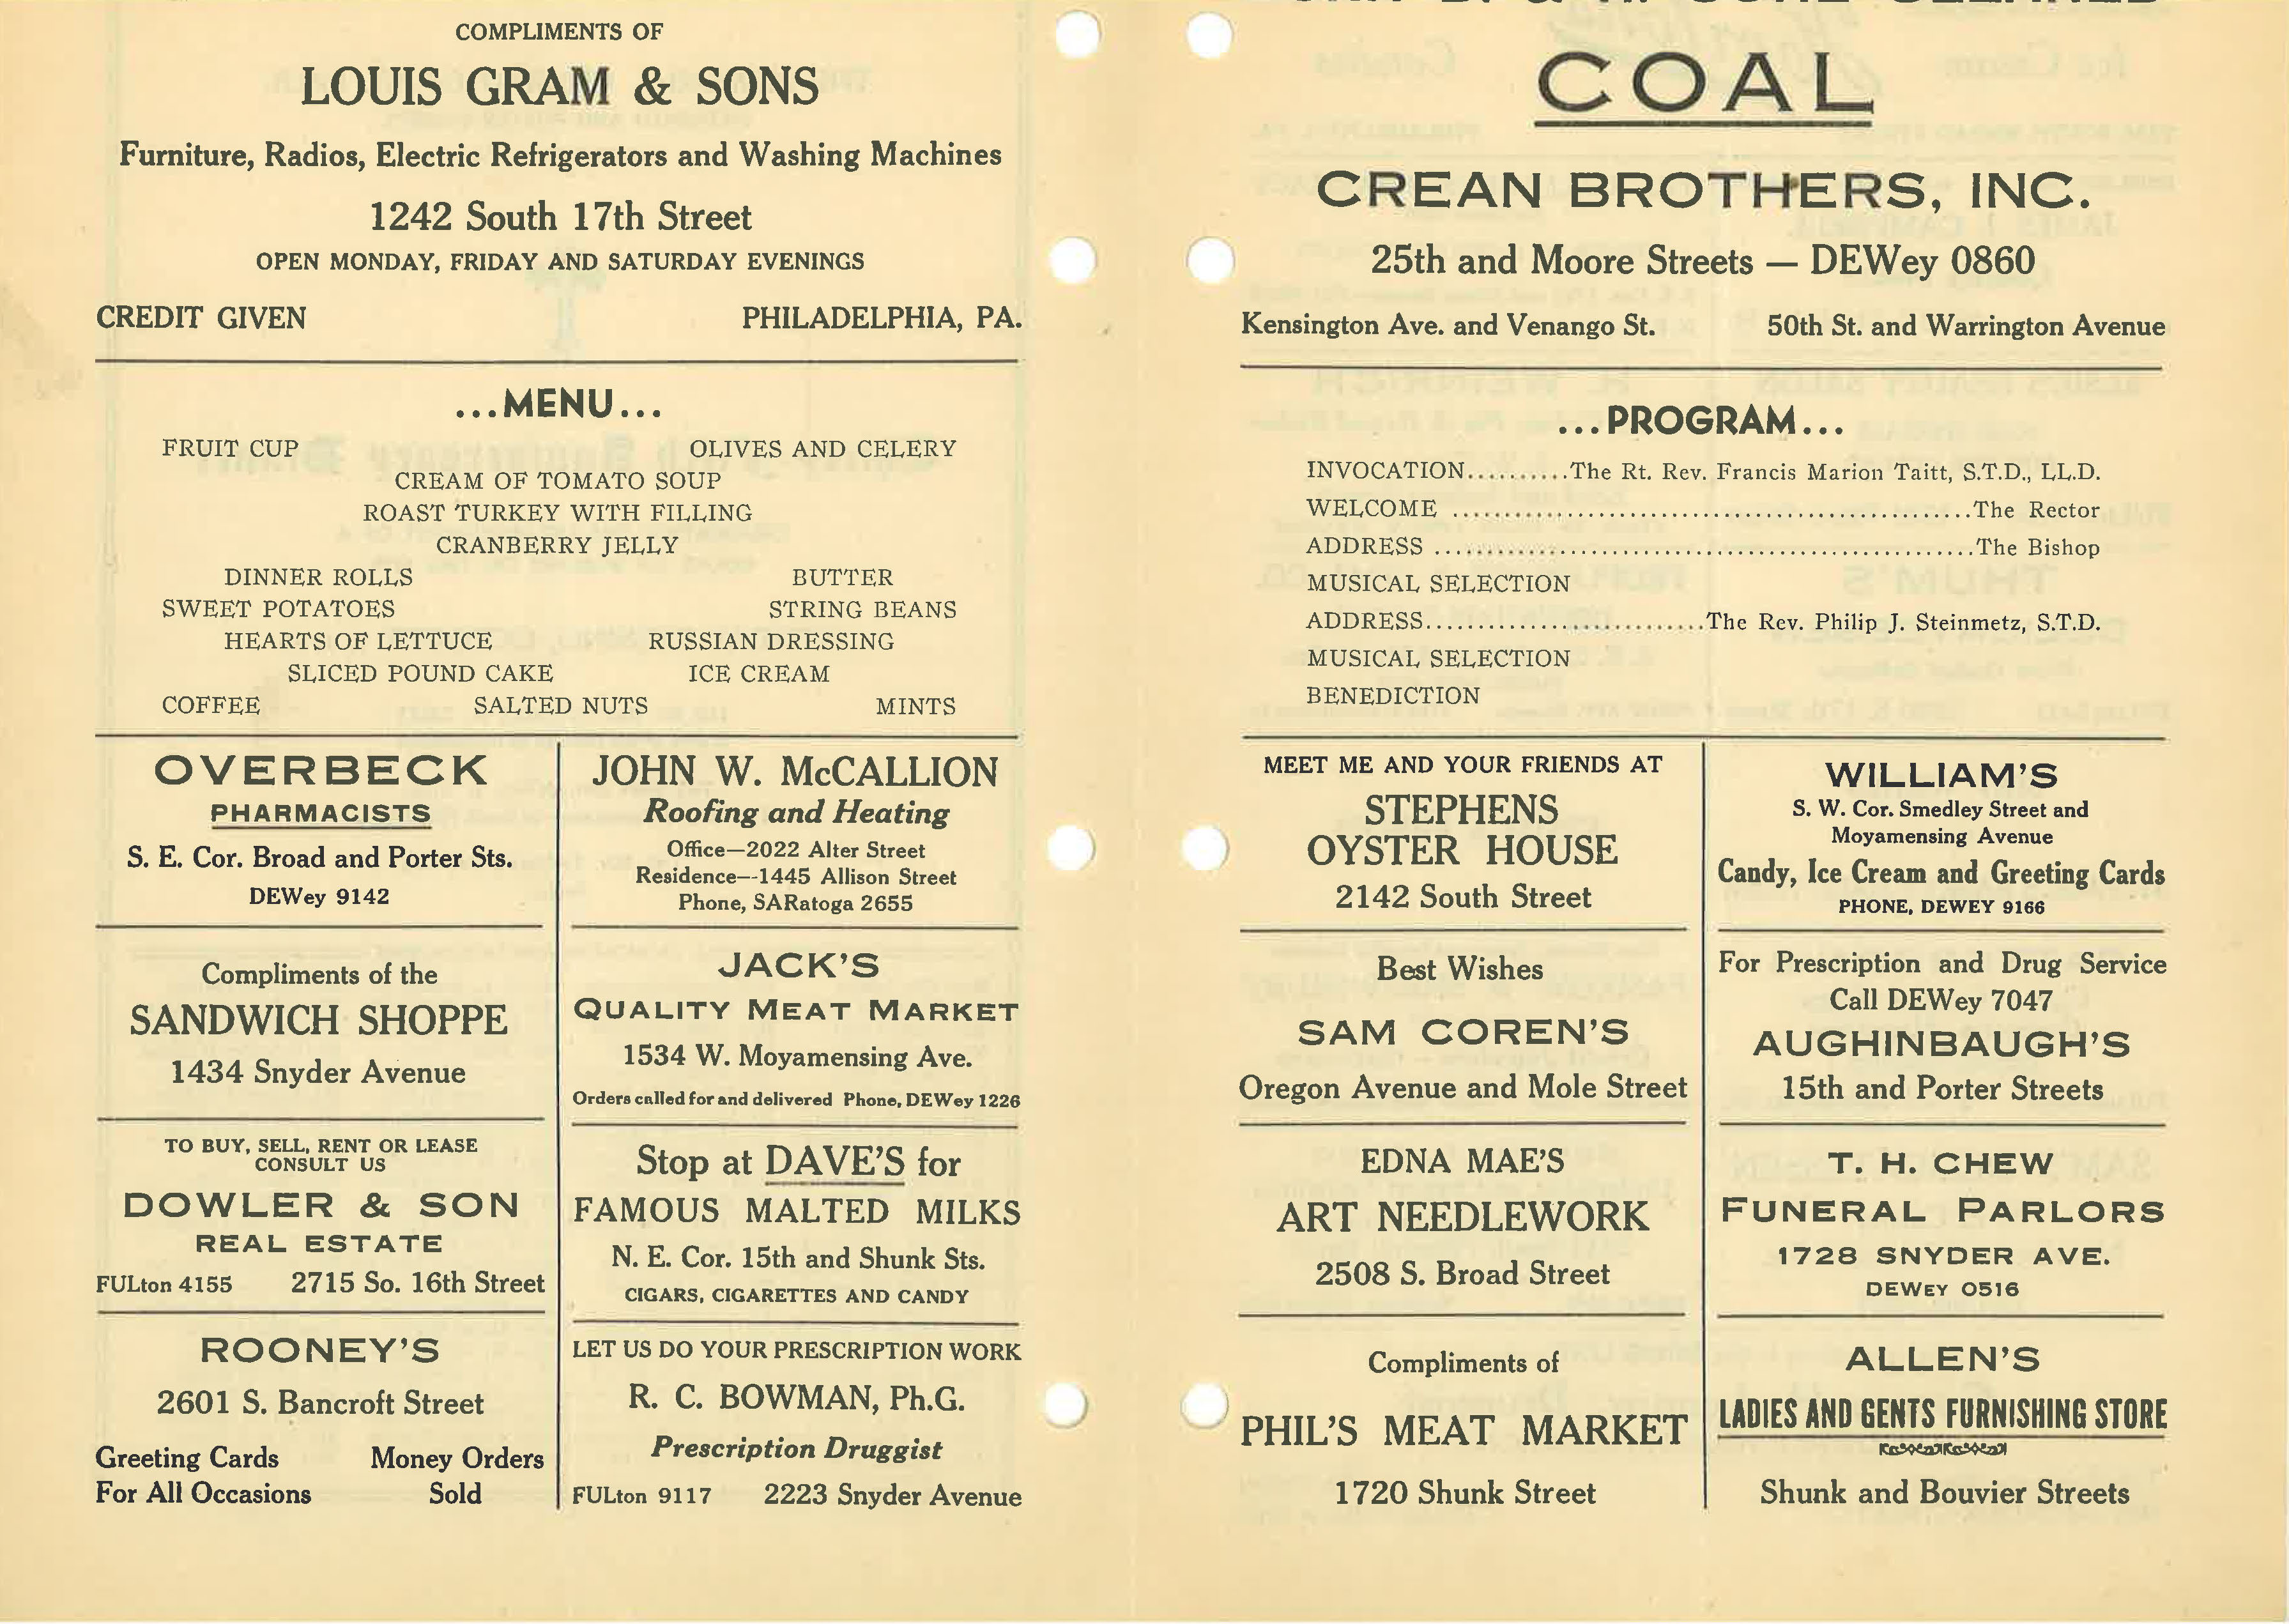 COMPLIMENTS OF
LOUIS GRAM & SONS
Furniture, Radios, Electric Refrigerators and Washing Machines
1242 South 17th Street
OPEN MONDAY, FRIDAY AND SATURDAY EVENINGS
CREDIT GIVEN PHILADELPHIA, PA.
...MENU...
FRUIT CUP OLIVES AND CELERY
CREAM OF TOMATO SOUP
ROAST TURKEY WITH FILLING
CRANBERRY JELLY
DINNER ROLLS BUTTER
SWEET POTATOES STRING BEANS
HEARTS OF LETTUCE RUSSIAN DRESSING
SLICED POUND CAKE ICE CREAM
COFFEE SALTED NUTS MINTS
OVERBECK
PHARMACISTS
S. E. Cor. Broad and Porter Sts.
DEWey 9142
JOHN W. McCALLION
Roofing and Heating
Office—2022 Alter Street
Residence—-1445 Allison Street
Phone, SARatoga 2655
Compliments of the
SANDWICH SHOPPE
1434 Snyder Avenue
JACK'S
QUALITY MEAT MARKET
1534 W. Moyamensing Ave.
Orders called for and delivered Phone, DEWey 1226
TO BUY, SELL, RENT OR LEASE
CONSULT US
DOWLER & SON
REAL ESTATE
FULton 4155 2715 So. 16th Street
Stop at DAVE'S for
FAMOUS MALTED MILKS
N. E. Cor. 15th and Shunk Sts.
CIGARS, CIGARETTES AND CANDY
ROONEY'S
2601 S. Bancroft Street
Greeting Cards Money Orders
For All Occasions Sold
LET US DO YOUR PRESCRIPTION WORK
R. C. BOWMAN, Ph.G.
Prescription Druggist
FULton 9117 2223 Snyder Avenue
COAL
CREAN BROTHERS, INC.
25th and Moore Streets — DEWey 0860
Kensington Ave. and Venango St. 50th St. and Warrington Avenue
...PROGRAM...
INVOCATION..........The Rt. Rev. Francis Marion Taitt, S.T.D., LL.D.
WELCOME ....................................................The Rector
ADDRESS ......................................................The Bishop
MUSICAL SELECTION
ADDRESS............................The Rev. Philip J. Steinmetz, S.T.D.
MUSICAL SELECTION
BENEDICTION
MEET ME AND YOUR FRIENDS AT
STEPHENS
OYSTER HOUSE
2142 South Street
WILLIAM'S
S. W. Cor. Smedley Street and
Moyamensing Avenue
Candy, Ice Cream and Greeting Cards
PHONE, DEWEY 9166
Best Wishes
SAM COREN'S
Oregon Avenue and Mole Street
For Prescription and Drug Service
Call DEWey 7047
AUGHINBAUGH'S
15th and Porter Streets
EDNA MAE'S
ART NEEDLEWORK
2508 S. Broad Street
T. H. CHEW
FUNERAL PARLORS
1728 SNYDER AVE.
DEWEY 0516
Compliments of
PHIL'S MEAT MARKET
1720 Shunk Street
ALLEN'S
LADIES AND GENTS FURNISHING STORE
Shunk and Bouvier Streets